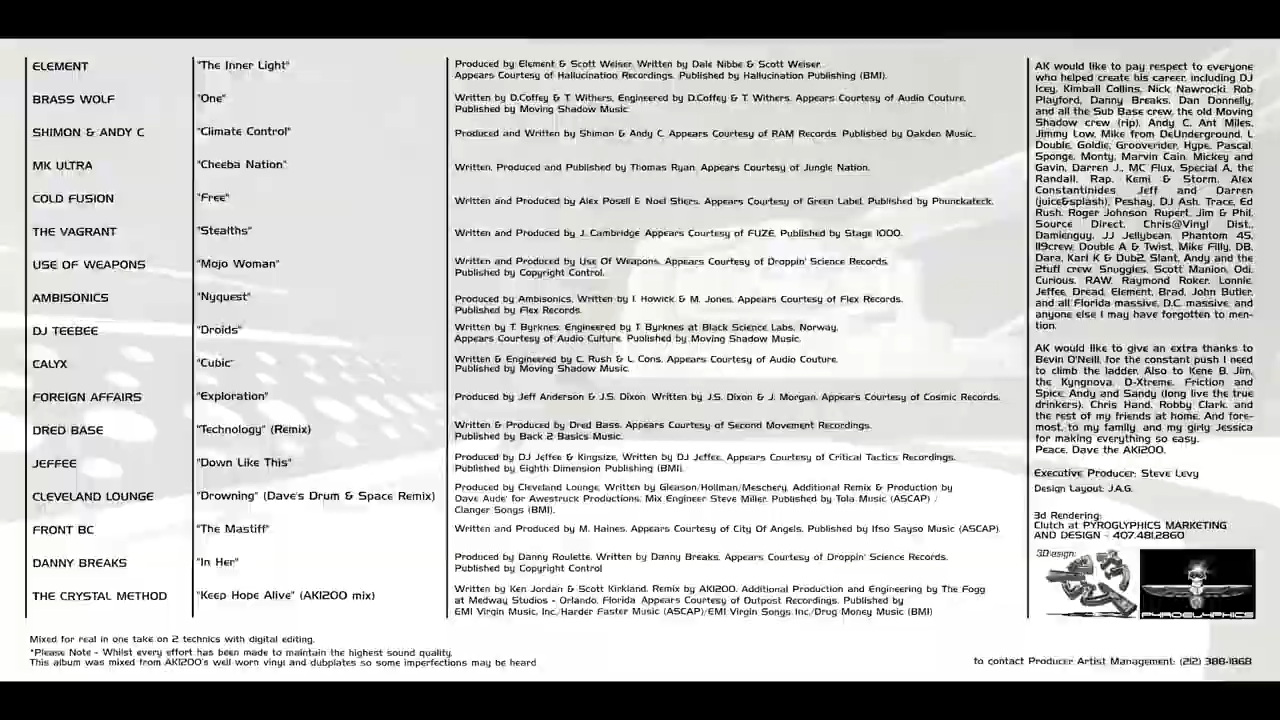 ELEMENT "The Inner Light" Produced by Element & Scott Weiser. Written by Dale Nibbe & Scott Weiser.
Appears Courtesy of Hallucination Recordings. Published by Hallucination Publishing (BMI).
BRASS WOLF "One" Written by D.Coffey & T. Withers, Engineered by D.Coffey & T. Withers. Appears Courtesy of Audio Couture.
Published by Moving Shadow Music.
SHIMON & ANDY C "Climate Control" Produced and Written by Shimon & Andy C. Appears Courtesy of RAM Records. Published by Oakden Music.
MK ULTRA "Cheeba Nation" Written, Produced and Published by Thomas Ryan. Appears Courtesy of Jungle Nation.
COLD FUSION "Free" Written and Produced by Alex Posell & Noel Stiers. Appears Courtesy of Green Label. Published by Phunckateck.
THE VAGRANT "Stealths" Written and Produced by J. Cambridge Appears Courtesy of FUZE. Published by Stage 1000.
USE OF WEAPONS "Mojo Woman" Written and Produced by Use Of Weapons. Appears Courtesy of Droppin' Science Records.
Published by Copyright Control.
AMBISONICS "Nyquest" Produced by Ambisonics, Written by I. Howick & M. Jones. Appears Courtesy of Flex Records.
Published by Flex Records.
DJ TEEBEE "Droids" Written by T. Byrknes. Engineered by T. Byrknes at Black Science Labs, Norway.
Appears Courtesy of Audio Culture. Published by Moving Shadow Music.
CALYX "Cubic" Written & Engineered by C. Rush & L. Cons. Appears Courtesy of Audio Couture.
Published by Moving Shadow Music.
FOREIGN AFFAIRS "Exploration" Produced by Jeff Anderson & J.S. Dixon Written by J.S. Dixon & J. Morgan. Appears Courtesy of Cosmic Records.
DRED BASE "Technology" (Remix) Written & Produced by Dred Bass. Appears Courtesy of Second Movement Recordings.
Published by Back 2 Basics Music.
JEFFEE "Down Like This" Produced by DJ Jeffee & Kingsize, Written by DJ Jeffee. Appears Courtesy of Critical Tactics Recordings.
Published by Eighth Dimension Publishing (BMI).
CLEVELAND LOUNGE "Drowning" (Dave's Drum & Space Remix) Produced by Cleveland Lounge. Written by Gleason/Hollman/Meschery. Additional Remix & Production by
Dave Aude' for Awestruck Productions. Mix Engineer Steve Miller. Published by Tola Music (ASCAP) /
Clanger Songs (BMI).
FRONT BC "The Mastiff" Written and Produced by M. Haines. Appears Courtesy of City Of Angels. Published by Ifso Sayso Music (ASCAP).
DANNY BREAKS "In Her" Produced by Danny Roulette. Written by Danny Breaks. Appears Courtesy of Droppin' Science Records.
Published by Copyright Control
THE CRYSTAL METHOD "Keep Hope Alive" (AK1200 mix) Written by Ken Jordan & Scott Kirkland. Remix by AK1200. Additional Production and Engineering by The Fogg
at Medway Studios - Orlando, Florida Appears Courtesy of Outpost Recordings. Published by
EMI Virgin Music, Inc./Harder Faster Music (ASCAP)/EMI Virgin Songs Inc./Drug Money Music (BMI)
Mixed for real in one take on 2 technics with digital editing.
*Please Note - Whilst every effort has been made to maintain the highest sound quality.
This album was mixed from AK1200's well worn vinyl and dubplates so some imperfections may be heard
AK would like to pay respect to everyone
who helped create his career, including DJ
Icey, Kimball Collins, Nick Nawrocki, Rob
Playford, Danny Breaks, Dan Donnelly,
and all the Sub Base crew, the old Moving
Shadow crew (rip), Andy C, Ant Miles,
Jimmy Low, Mike from DeUnderground, L
Double, Goldie, Groovender, Hype, Pascal,
Sponge, Monty, Marvin Cain, Mickey and
Gavin, Darren J., MC Flux, Special A, the
Randall, Rap, Kemi & Storm, Alex
Constantinides, Jeff and Darren
(juice&splash), Peshay, DJ Ash, Trace, Ed
Rush, Roger Johnson, Rupert, Jim & Phil,
Source Direct, Chris@Vinyl Dist.,
Damienguy, JJ Jellybean, Phantom 45,
119crew, Double A & Twist, Mike Filly, DB,
Dara, Karl K & Dub2, Slant, Andy and the
2tuff crew Snuggles, Scott Manion, Odi,
Curious, RAW, Raymond Roker, Lonnie,
Jeffee, Dread, Element, Brad, John Butler,
and all Florida massive, D.C. massive, and
anyone else I may have forgotten to men-
tion.
AK would like to give an extra thanks to
Bevin O'Neill, for the constant push I need
to climb the ladder. Also to Kene B, Jim,
the Kyngnova, D-Xtreme, Friction and
Spice, Andy and Sandy (long live the true
drinkers), Chris Hand, Robby Clark, and
the rest of my friends at home. And fore-
most, to my family, and my girly Jessica
for making everything so easy.
Peace, Dave the AK1200.
Executive Producer: Steve Levy
Design Layout: J.A.G.
3d Rendering:
Clutch at PYROGLYPHICS MARKETING
AND DESIGN - 407.481.2860
3Design:
PYROGLYPHICS
to contact Producer Artist Management: (212) 388-1868